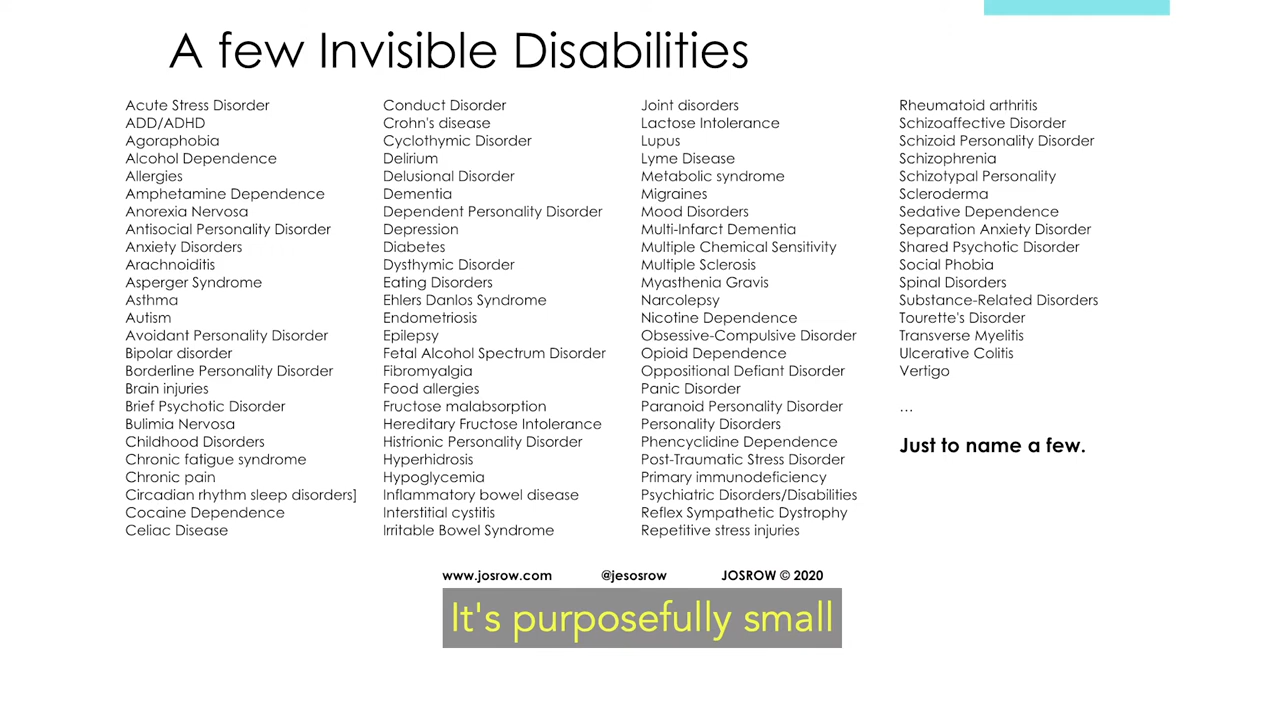 A few Invisible Disabilities
Acute Stress Disorder
ADD/ADHD
Agoraphobia
Alcohol Dependence
Allergies
Amphetamine Dependence
Anorexia Nervosa
Antisocial Personality Disorder
Anxiety Disorders
Arachnoiditis
Asperger Syndrome
Asthma
Autism
Avoidant Personality Disorder
Bipolar disorder
Borderline Personality Disorder
Brain injuries
Brief Psychotic Disorder
Bulimia Nervosa
Childhood Disorders
Chronic fatigue syndrome
Chronic pain
Circadian rhythm sleep disorders]
Cocaine Dependence
Celiac Disease
Conduct Disorder
Crohn's disease
Cyclothymic Disorder
Delirium
Delusional Disorder
Dementia
Dependent Personality Disorder
Depression
Diabetes
Dysthymic Disorder
Eating Disorders
Ehlers Danlos Syndrome
Endometriosis
Epilepsy
Fetal Alcohol Spectrum Disorder
Fibromyalgia
Food allergies
Fructose malabsorption
Hereditary Fructose Intolerance
Histrionic Personality Disorder
Hyperhidrosis
Hypoglycemia
Inflammatory bowel disease
Interstitial cystitis
Irritable Bowel Syndrome
Joint disorders
Lactose Intolerance
Lupus
Lyme Disease
Metabolic syndrome
Migraines
Mood Disorders
Multi-Infarct Dementia
Multiple Chemical Sensitivity
Multiple Sclerosis
Myasthenia Gravis
Narcolepsy
Nicotine Dependence
Obsessive-Compulsive Disorder
Opioid Dependence
Oppositional Defiant Disorder
Panic Disorder
Paranoid Personality Disorder
Personality Disorders
Phencyclidine Dependence
Post-Traumatic Stress Disorder
Primary immunodeficiency
Psychiatric Disorders/Disabilities
Reflex Sympathetic Dystrophy
Repetitive stress injuries
Rheumatoid arthritis
Schizoaffective Disorder
Schizoid Personality Disorder
Schizophrenia
Schizotypal Personality
Scleroderma
Sedative Dependence
Separation Anxiety Disorder
Shared Psychotic Disorder
Social Phobia
Spinal Disorders
Substance-Related Disorders
Tourette's Disorder
Transverse Myelitis
Ulcerative Colitis
Vertigo
…
Just to name a few.
www.josrow.com @jesosrow JOSROW © 2020
It's purposefully small